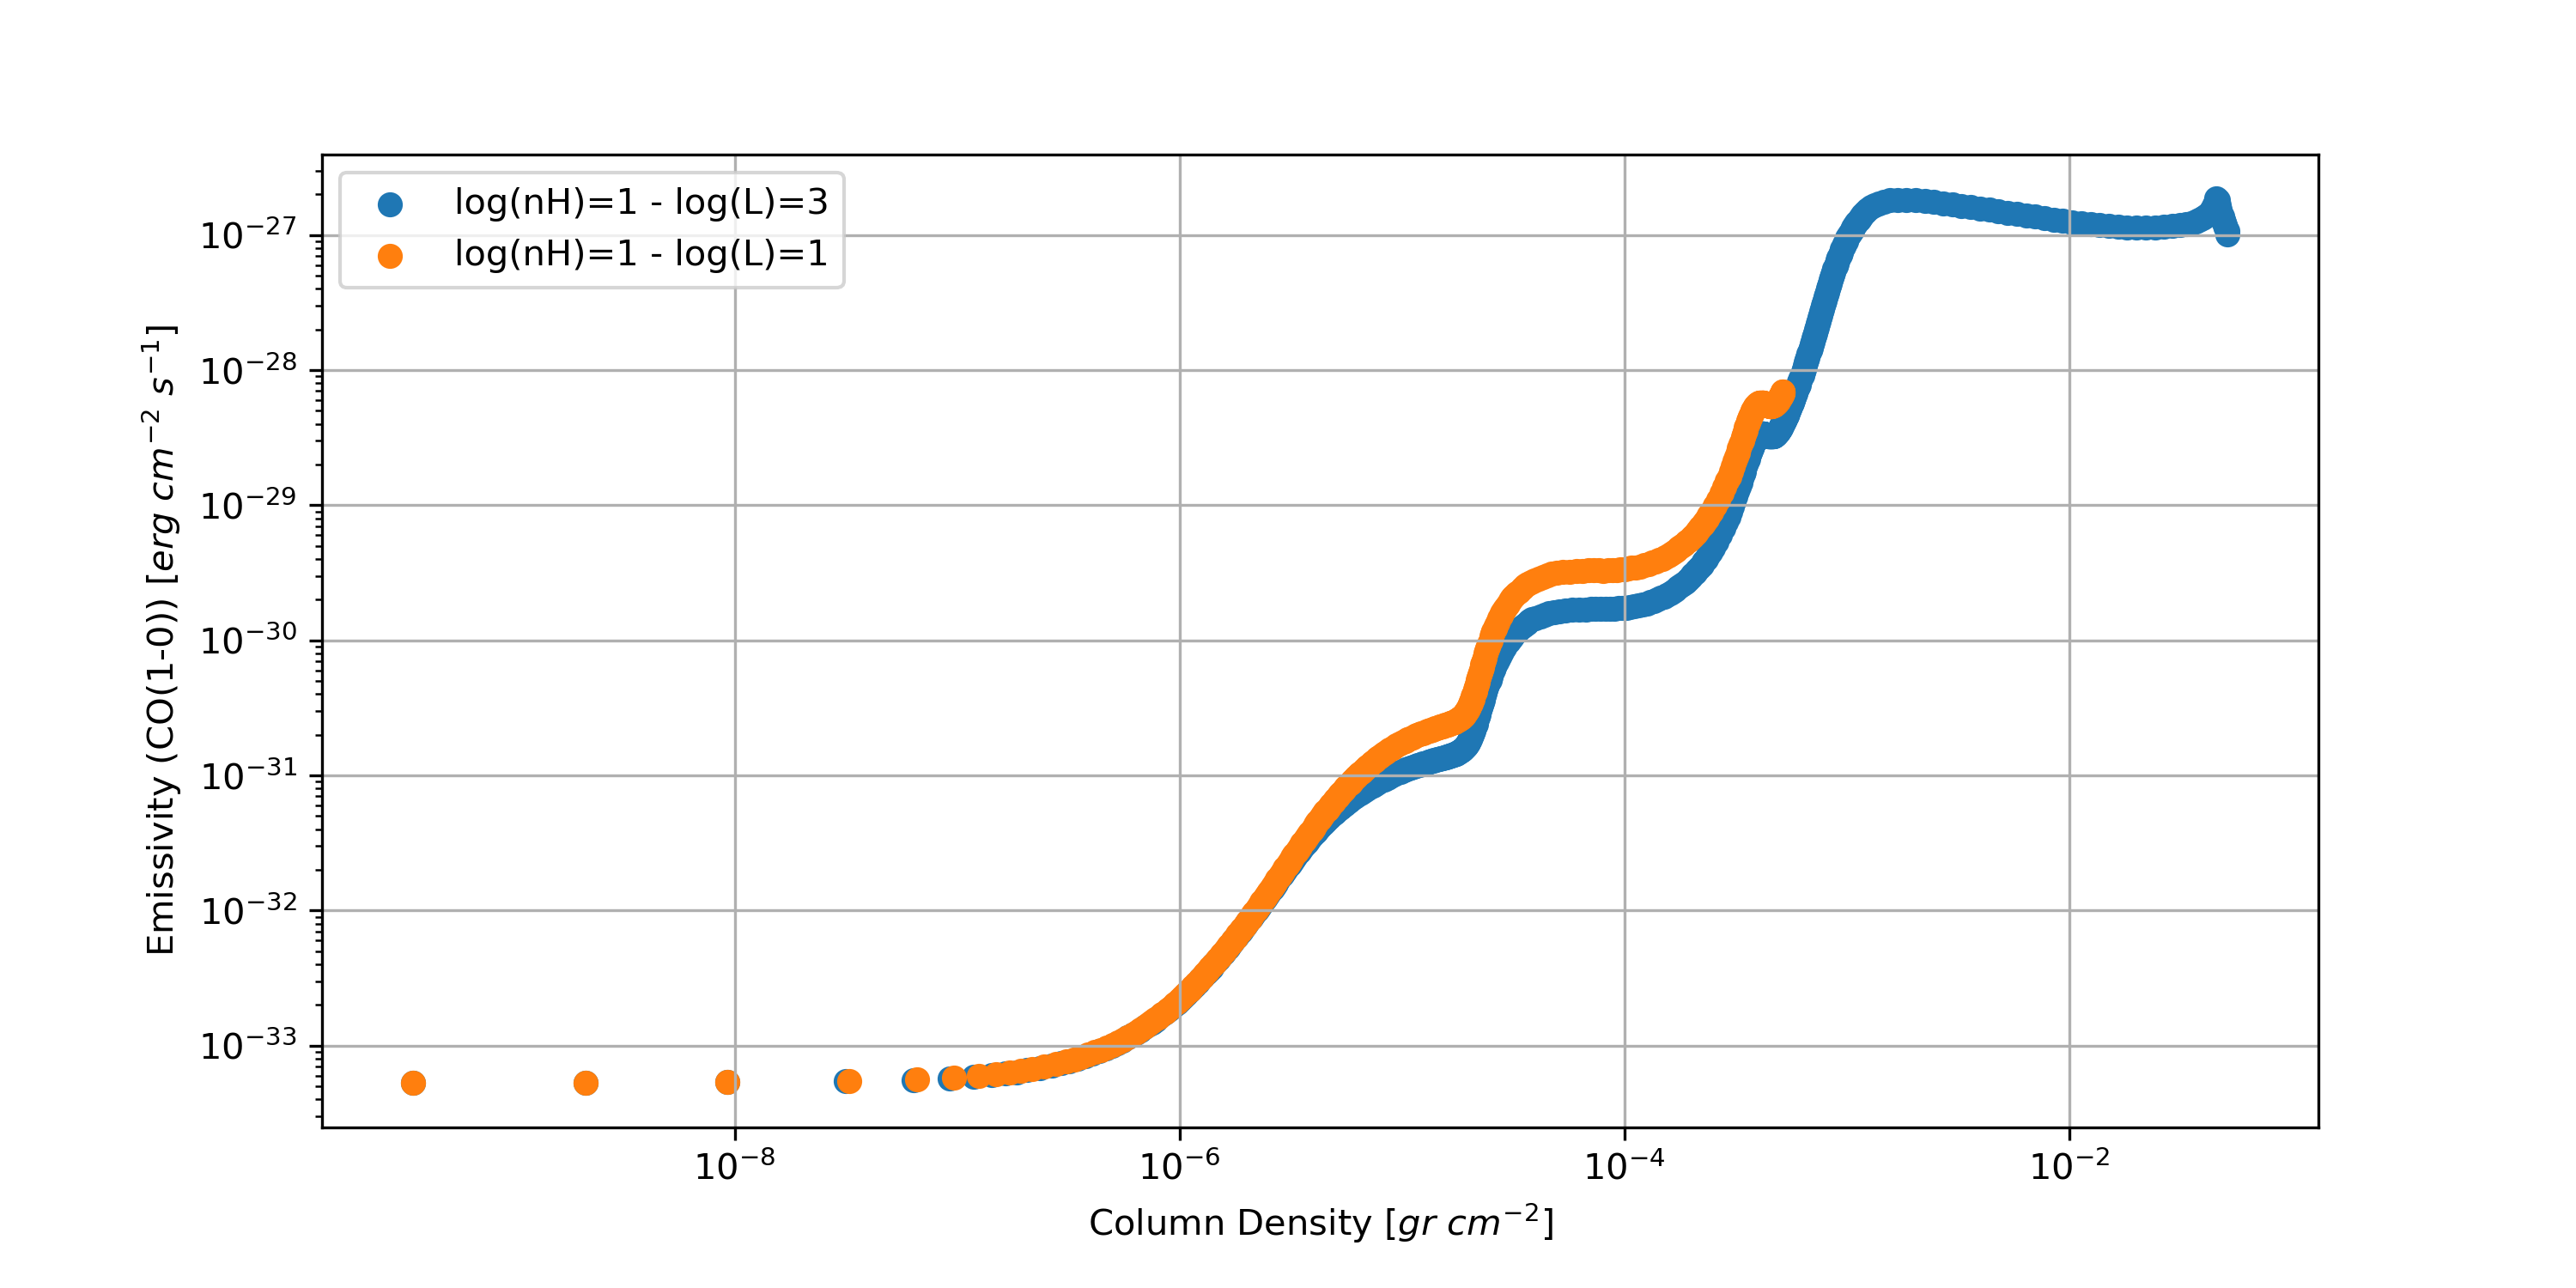 log(nH)=1 - log(L)=3
log(nH)=1 - log(L)=1
10⁻²⁷
10⁻²⁸
10⁻²⁹
10⁻³⁰
10⁻³¹
10⁻³²
10⁻³³
Emissivity (CO(1-0)) [erg cm⁻² s⁻¹]
10⁻⁸ 10⁻⁶ 10⁻⁴ 10⁻²
Column Density [gr cm⁻²]